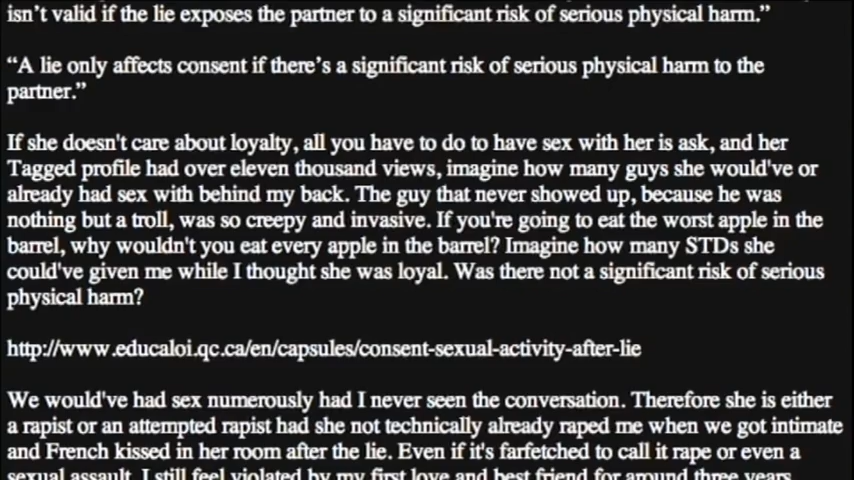 isn't valid if the lie exposes the partner to a significant risk of serious physical harm."
"A lie only affects consent if there's a significant risk of serious physical harm to the
partner."
If she doesn't care about loyalty, all you have to do to have sex with her is ask, and her
Tagged profile had over eleven thousand views, imagine how many guys she would've or
already had sex with behind my back. The guy that never showed up, because he was
nothing but a troll, was so creepy and invasive. If you're going to eat the worst apple in the
barrel, why wouldn't you eat every apple in the barrel? Imagine how many STDs she
could've given me while I thought she was loyal. Was there not a significant risk of serious
physical harm?
http://www.educaloi.qc.ca/en/capsules/consent-sexual-activity-after-lie
We would've had sex numerously had I never seen the conversation. Therefore she is either
a rapist or an attempted rapist had she not technically already raped me when we got intimate
and French kissed in her room after the lie. Even if it's farfetched to call it rape or even a
sexual assault, I still feel violated by my first love and best friend for around three years